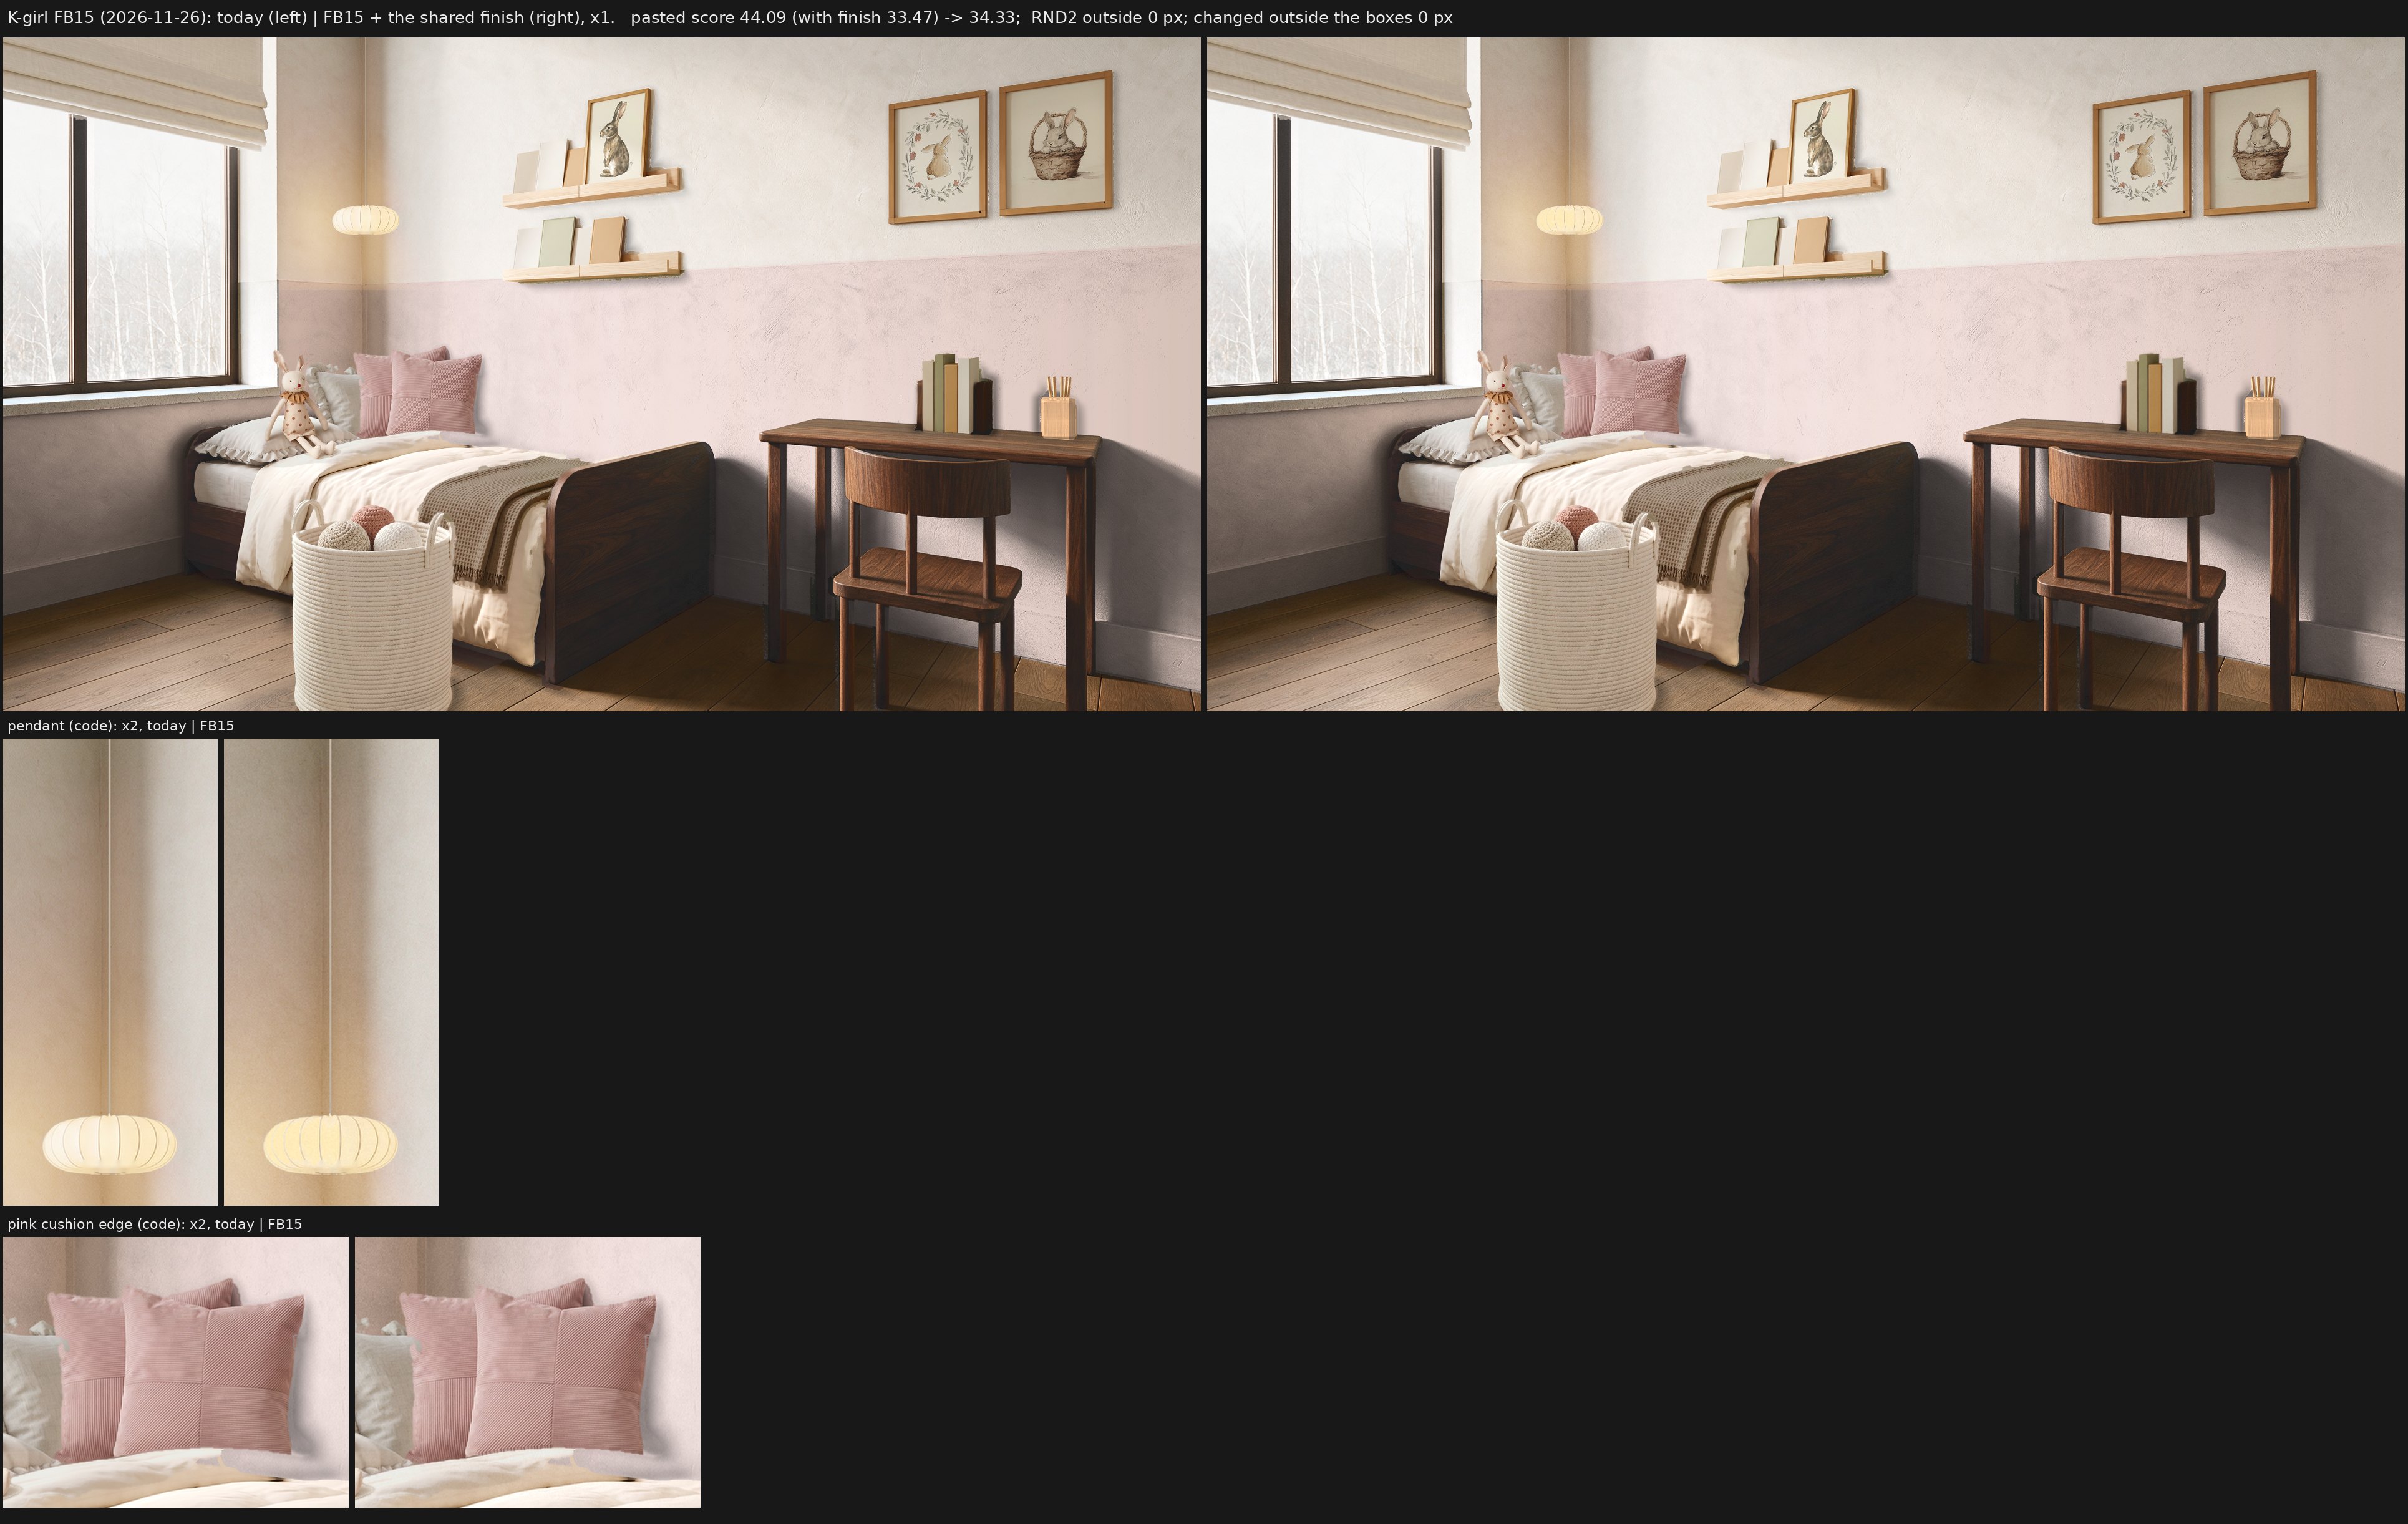 K-girl FB15 (2026-11-26): today (left) | FB15 + the shared finish (right), x1.   pasted score 44.09 (with finish 33.47) -> 34.33;  RND2 outside 0 px; changed outside the boxes 0 px
pendant (code): x2, today | FB15
pink cushion edge (code): x2, today | FB15